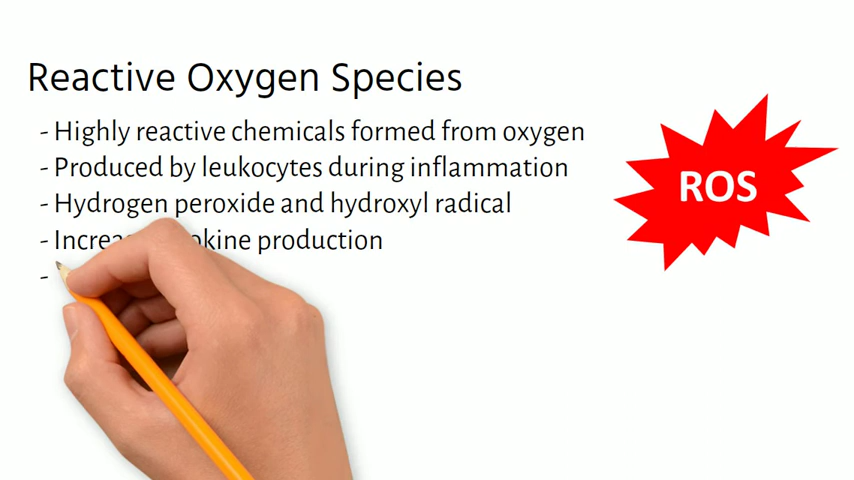 Reactive Oxygen Species
- Highly reactive chemicals formed from oxygen
- Produced by leukocytes during inflammation
- Hydrogen peroxide and hydroxyl radical
- production
-
ROS